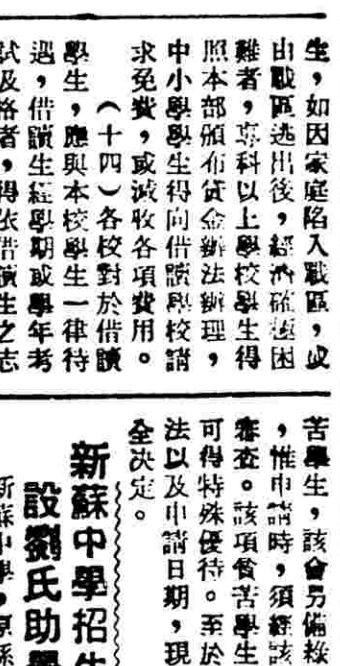 生，如因家庭陷入戰區，或
由戰區逃出後，經濟確極困
難者，專科以上學校學生得
照本部頒布貸金辦法辦理，
中小學學生得向借讀學校請
求免費，或減收各項費用。
（十四）各校對於借讀
學生，應與本校學生一律待
遇，借讀生經學期或學年考
試及格者，得依借讀生之志
苦學生，該會另備救
，惟申請時，須經該
審查。該項貧苦學生
可得特殊優待。至於
法以及申請日期，現
全決定。
新蘇中學招生
設劉氏助學
新蘇中學，原係